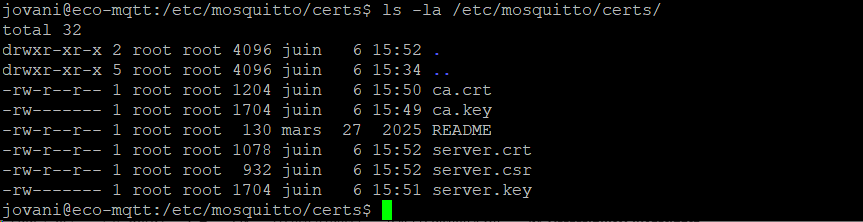 jovani@eco-mqtt:/etc/mosquitto/certs$ ls -la /etc/mosquitto/certs/
total 32
drwxr-xr-x 2 root root 4096 juin   6 15:52 .
drwxr-xr-x 5 root root 4096 juin   6 15:34 ..
-rw-r--r-- 1 root root 1204 juin   6 15:50 ca.crt
-rw------- 1 root root 1704 juin   6 15:49 ca.key
-rw-r--r-- 1 root root  130 mars  27  2025 README
-rw-r--r-- 1 root root 1078 juin   6 15:52 server.crt
-rw-r--r-- 1 root root  932 juin   6 15:52 server.csr
-rw------- 1 root root 1704 juin   6 15:51 server.key
jovani@eco-mqtt:/etc/mosquitto/certs$